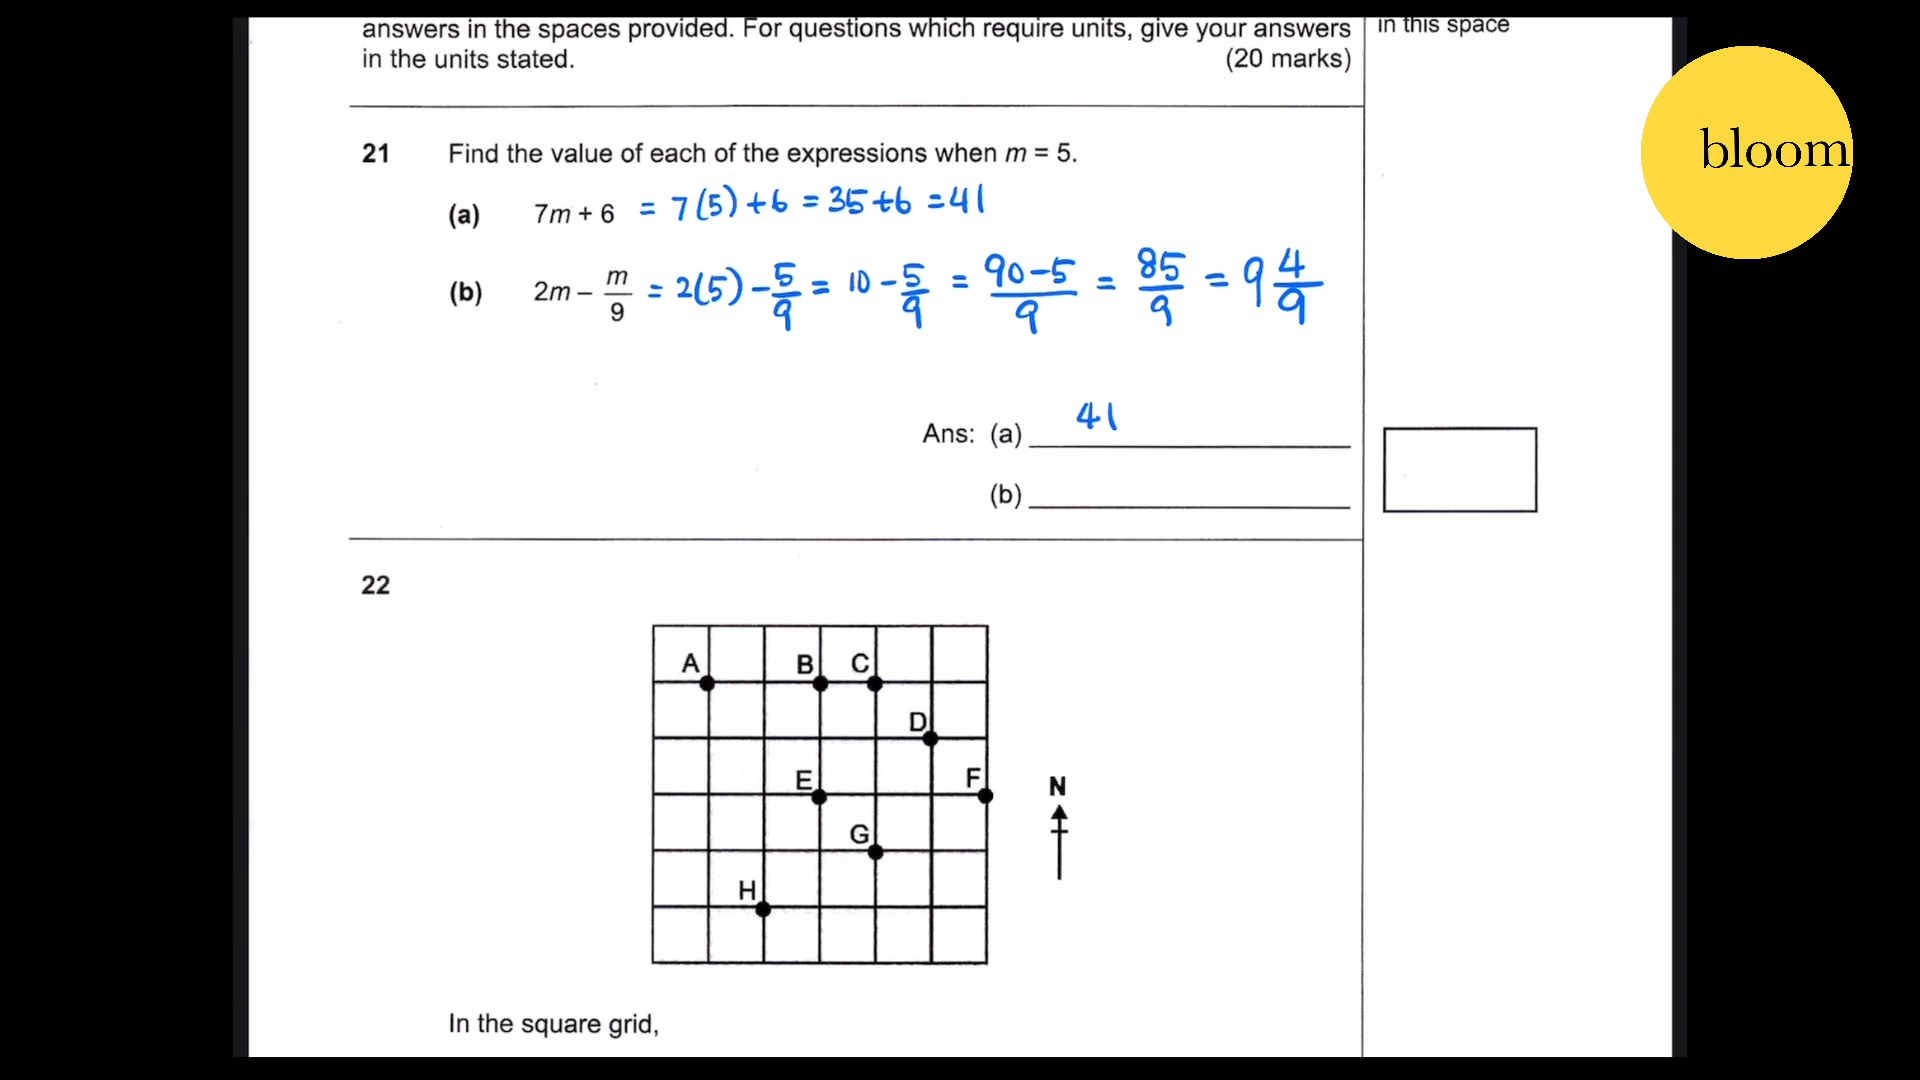 answers in the spaces provided. For questions which require units, give your answers
in the units stated. (20 marks)
in this space
bloom
21 Find the value of each of the expressions when m = 5.
(a) 7m + 6 = 7(5) + 6 = 35 + 6 = 41
(b) 2m – m/9 = 2(5) – 5/9 = 10 – 5/9 = 90–5/9 = 85/9 = 9 4/9
Ans: (a) 41
(b)
22
A B C
D
E F
G
H
N
In the square grid,